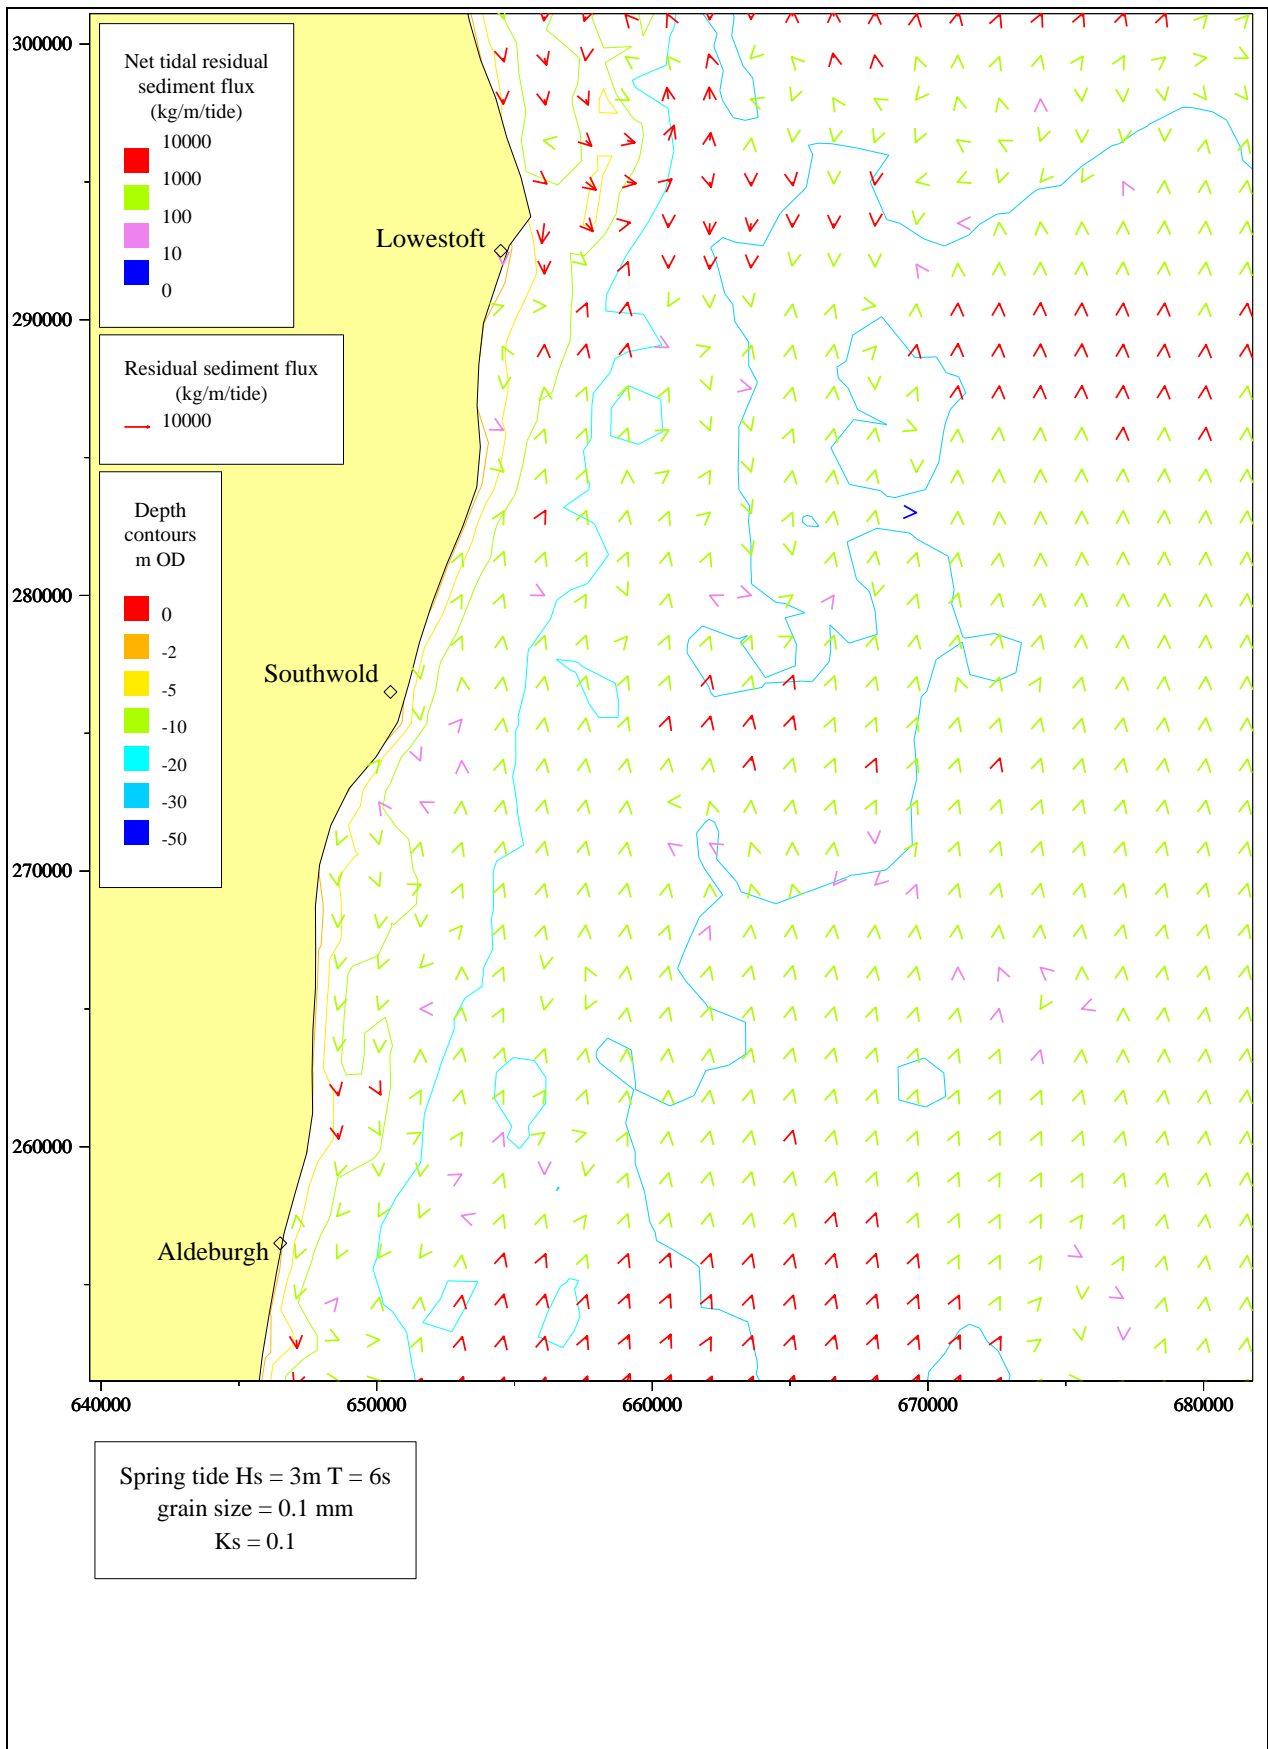 300000
290000
280000
270000
260000
Net tidal residual
sediment flux
(kg/m/tide)
10000
1000
100
10
0
Residual sediment flux
(kg/m/tide)
10000
Depth
contours
m OD
0
-2
-5
-10
-20
-30
-50
Lowestoft
Southwold
Aldeburgh
640000
650000
660000
670000
680000
Spring tide Hs = 3m T = 6s
grain size = 0.1 mm
Ks = 0.1